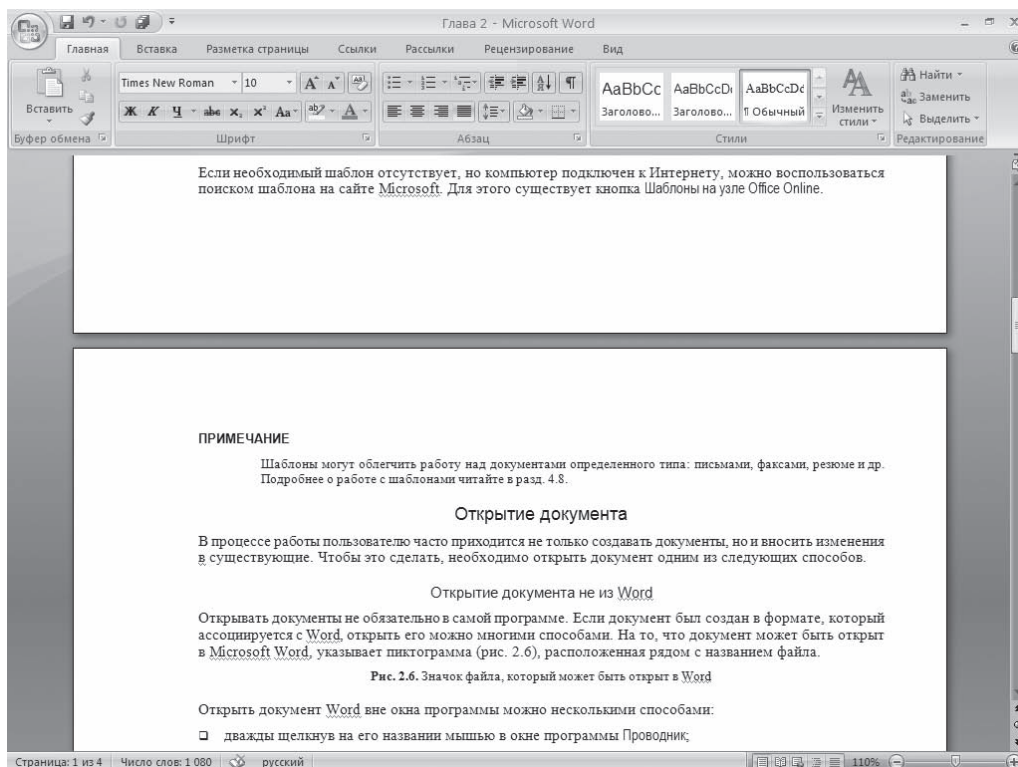 Глава 2 - Microsoft Word
Главная Вставка Разметка страницы Ссылки Рассылки Рецензирование Вид
Вставить
Буфер обмена
Times New Roman 10
Ж К Ч abc x₂ x² Aa
Шрифт
Абзац
AaBbCc AaBbCcDc AaBbCcDc
Заголово... Заголово... ¶ Обычный
Изменить стили
Стили
Найти
Заменить
Выделить
Редактирование
Если необходимый шаблон отсутствует, но компьютер подключен к Интернету, можно воспользоваться
поиском шаблона на сайте Microsoft. Для этого существует кнопка Шаблоны на узле Office Online.
ПРИМЕЧАНИЕ
Шаблоны могут облегчить работу над документами определенного типа: письмами, факсами, резюме и др.
Подробнее о работе с шаблонами читайте в разд. 4.8.
Открытие документа
В процессе работы пользователю часто приходится не только создавать документы, но и вносить изменения
в существующие. Чтобы это сделать, необходимо открыть документ одним из следующих способов.
Открытие документа не из Word
Открывать документы не обязательно в самой программе. Если документ был создан в формате, который
ассоциируется с Word, открыть его можно многими способами. На то, что документ может быть открыт
в Microsoft Word, указывает пиктограмма (рис. 2.6), расположенная рядом с названием файла.
Рис. 2.6. Значок файла, который может быть открыт в Word
Открыть документ Word вне окна программы можно несколькими способами:
❑ дважды щелкнув на его названии мышью в окне программы Проводник;
Страница: 1 из 4 Число слов: 1 080 русский 110%